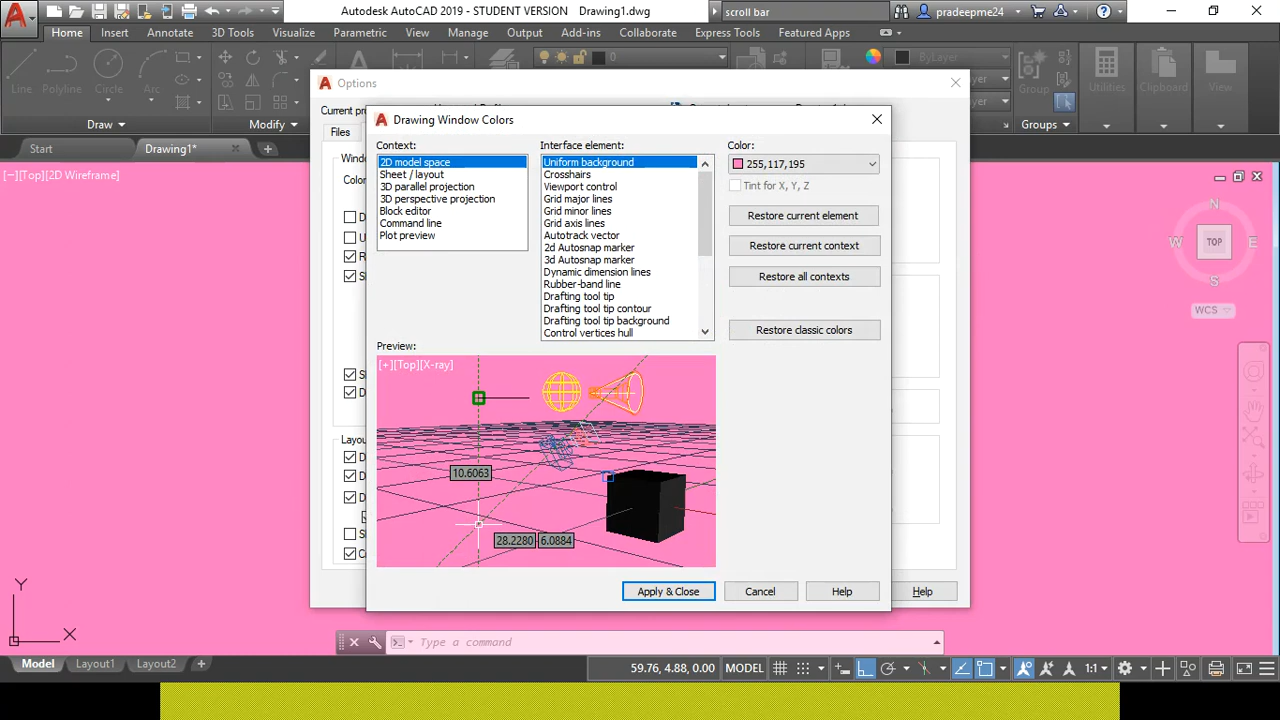 Autodesk AutoCAD 2019 - STUDENT VERSION Drawing1.dwg
scroll bar
pradeepme24
Home Insert Annotate 3D Tools Visualize Parametric View Manage Output Add-ins Collaborate Express Tools Featured Apps
0
ByLayer
Line Polyline Circle Arc
Group Utilities Clipboard View
Draw Modify Groups
Start Drawing1*
[−][Top][2D Wireframe]
Options
Files
Drawing Window Colors
Context:
2D model space
Sheet / layout
3D parallel projection
3D perspective projection
Block editor
Command line
Plot preview
Interface element:
Uniform background
Crosshairs
Viewport control
Grid major lines
Grid minor lines
Grid axis lines
Autotrack vector
2d Autosnap marker
3d Autosnap marker
Dynamic dimension lines
Rubber-band line
Drafting tool tip
Drafting tool tip contour
Drafting tool tip background
Control vertices hull
Color:
255,117,195
Tint for X, Y, Z
Restore current element
Restore current context
Restore all contexts
Restore classic colors
Preview:
[+][Top][X-ray]
10.6063
28.2280 6.0884
Apply & Close Cancel Help
Help
N
W TOP E
S
WCS
Y
X
Type a command
Model Layout1 Layout2
59.76, 4.88, 0.00 MODEL 1:1